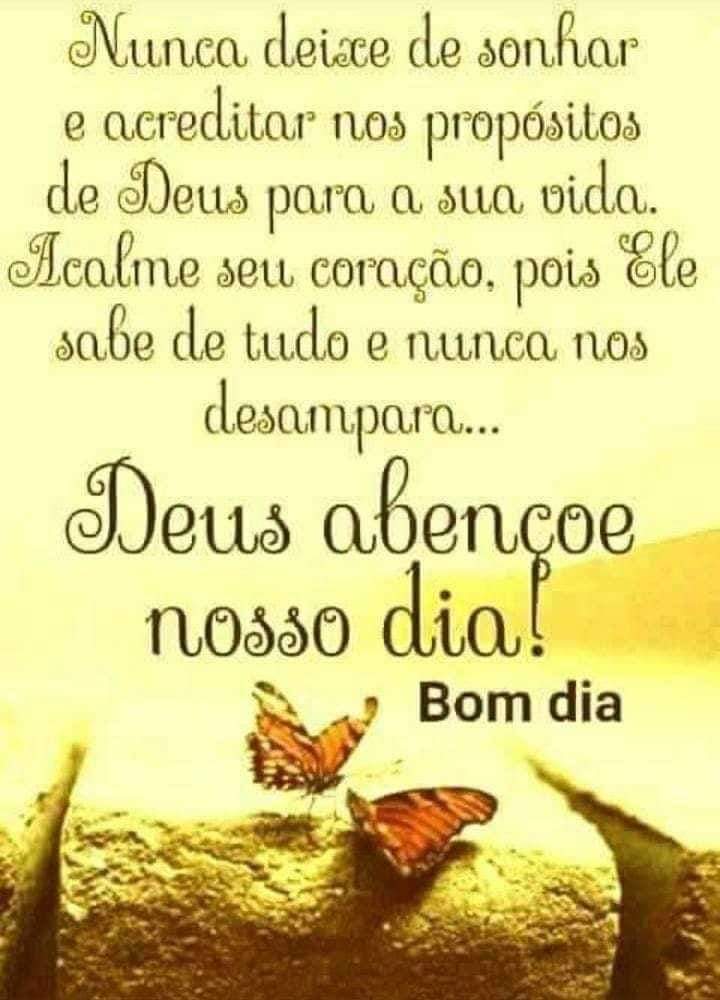 Nunca deixe de sonhar
e acreditar nos propósitos
de Deus para a sua vida.
Acalme seu coração, pois Ele
sabe de tudo e nunca nos
desampara...
Deus abençoe
nosso dia!
Bom dia